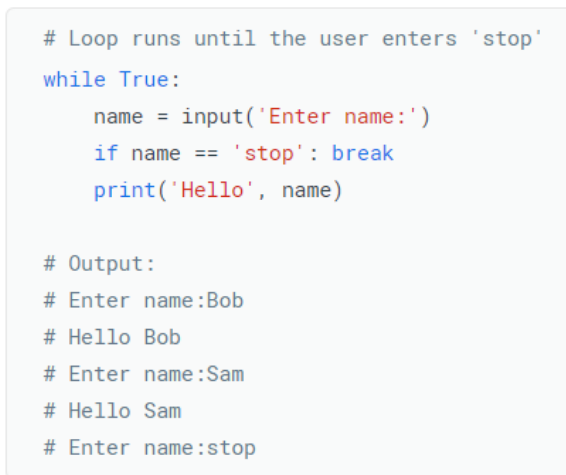 # Loop runs until the user enters 'stop'
while True:
    name = input('Enter name:')
    if name == 'stop': break
    print('Hello', name)

# Output:
# Enter name:Bob
# Hello Bob
# Enter name:Sam
# Hello Sam
# Enter name:stop